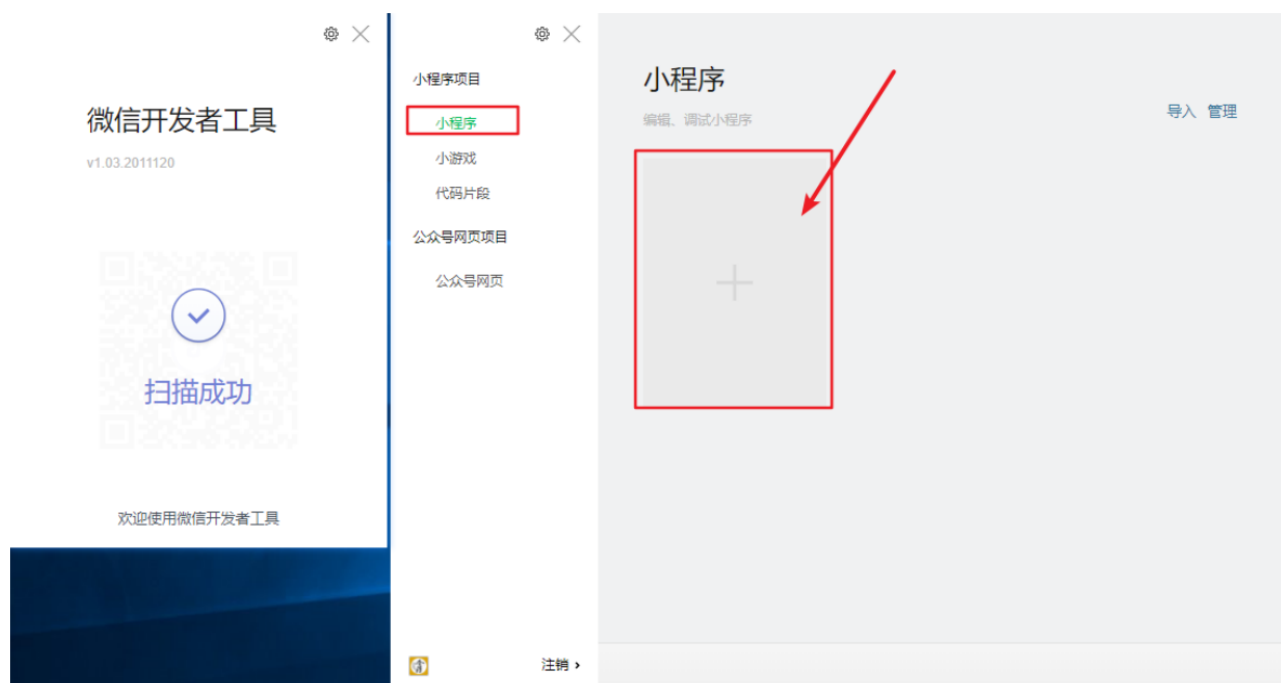 微信开发者工具
v1.03.2011120
扫描成功
欢迎使用微信开发者工具
小程序项目
小程序
小游戏
代码片段
公众号网页项目
公众号网页
注销 ›
小程序
编辑、调试小程序
导入 管理